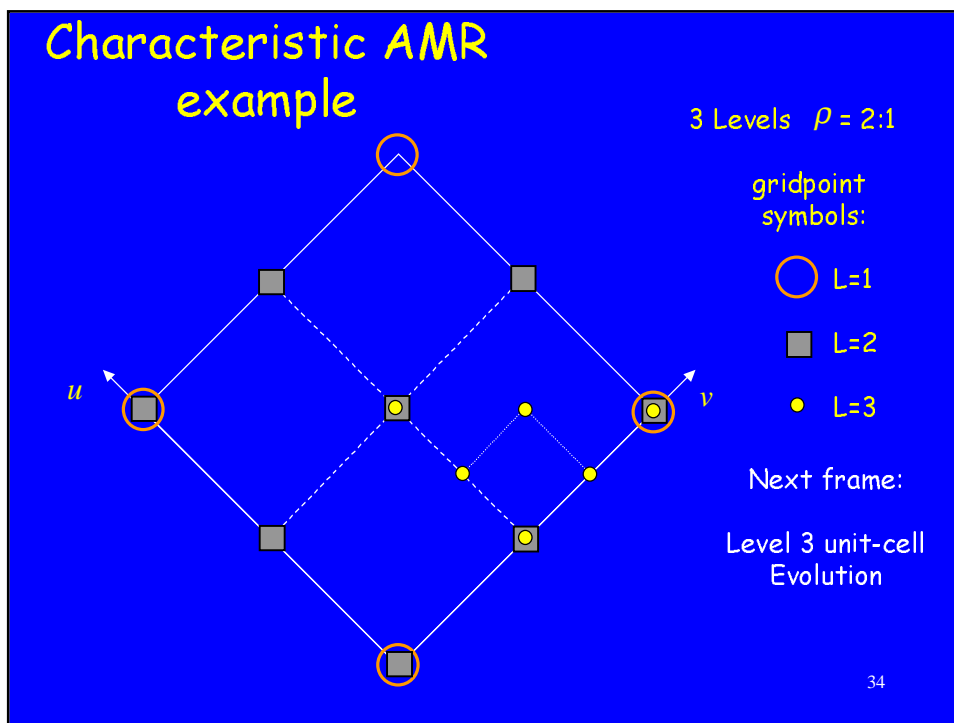 Characteristic AMR
example
3 Levels ρ = 2:1
gridpoint
symbols:
L=1
L=2
L=3
u
v
Next frame:
Level 3 unit-cell
Evolution
34